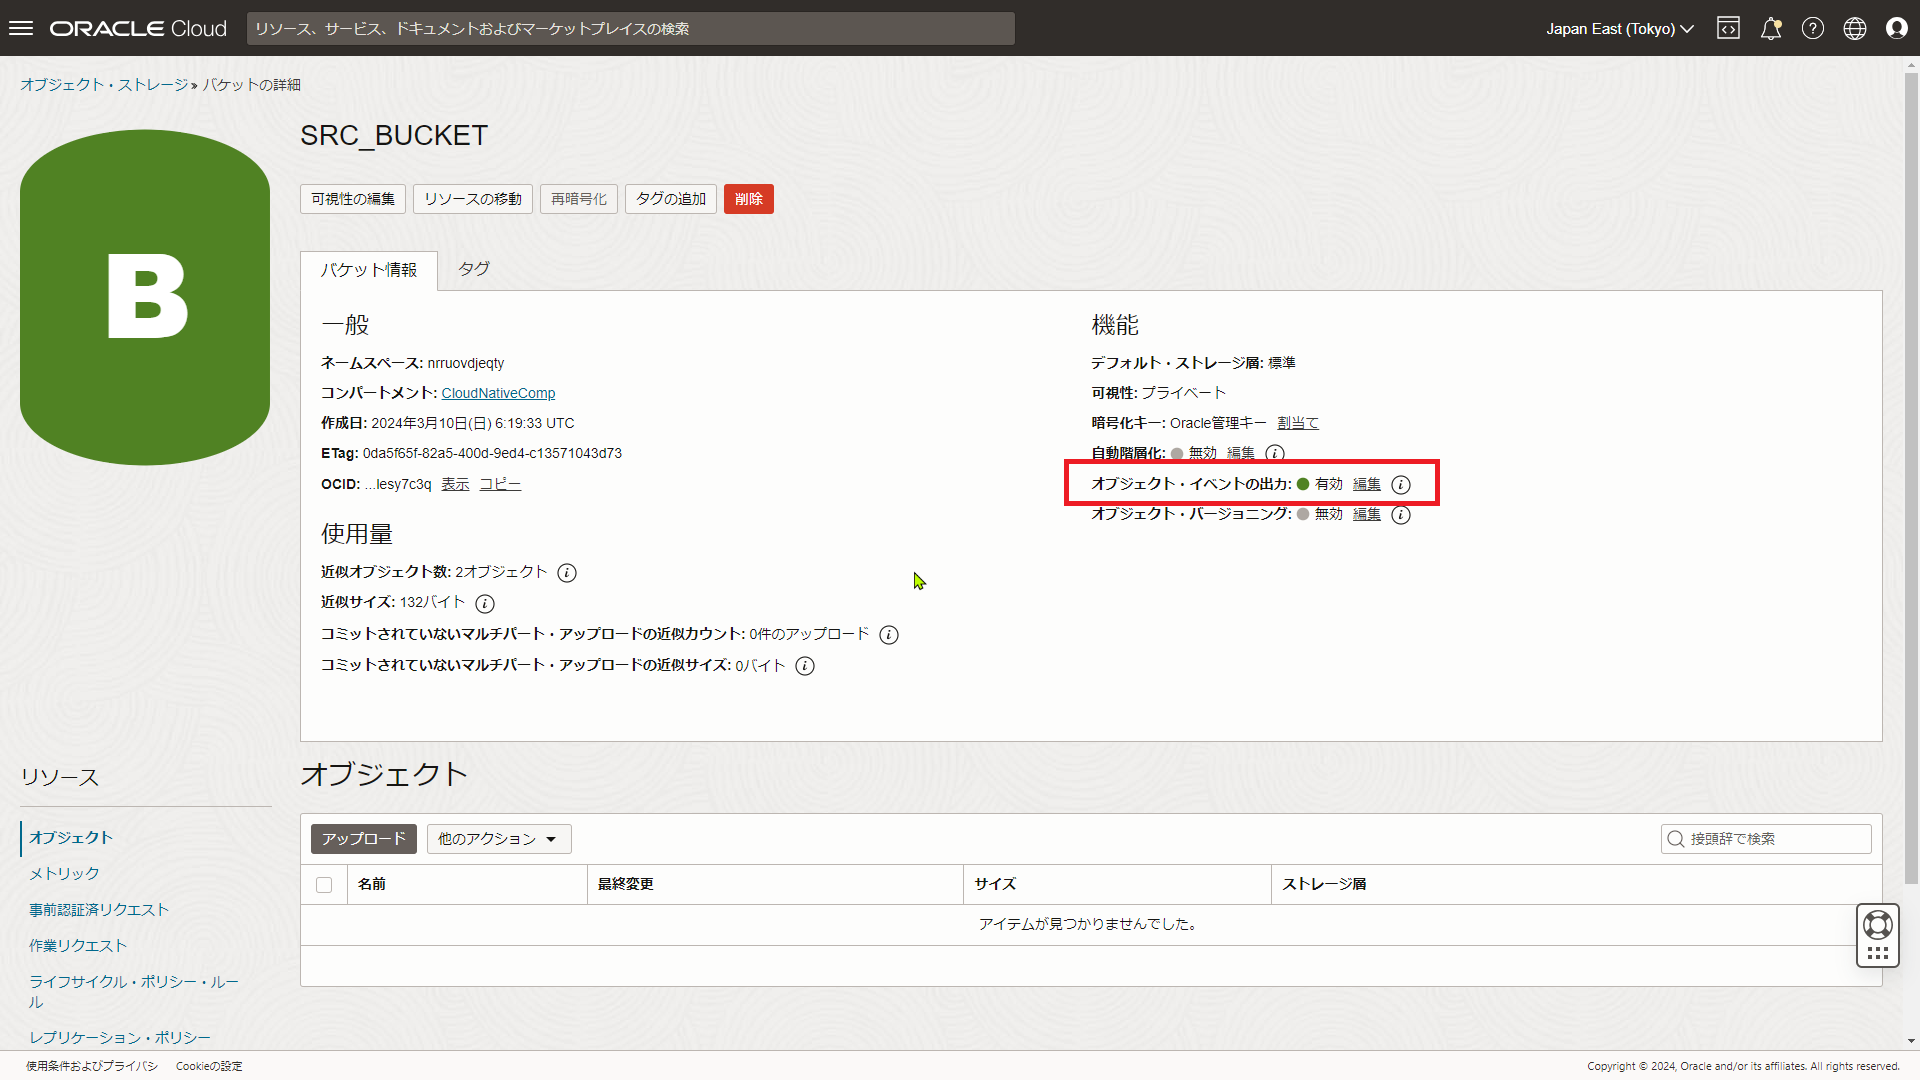 ORACLE Cloud
リソース、サービス、ドキュメントおよびマーケットプレイスの検索
Japan East (Tokyo)
オブジェクト・ストレージ » バケットの詳細
B
SRC_BUCKET
可視性の編集
リソースの移動
再暗号化
タグの追加
削除
バケット情報
タグ
一般
ネームスペース: nrruovdjeqty
コンパートメント: CloudNativeComp
作成日: 2024年3月10日(日) 6:19:33 UTC
ETag: 0da5f65f-82a5-400d-9ed4-c13571043d73
OCID: ...lesy7c3q 表示 コピー
使用量
近似オブジェクト数: 2オブジェクト
近似サイズ: 132バイト
コミットされていないマルチパート・アップロードの近似カウント: 0件のアップロード
コミットされていないマルチパート・アップロードの近似サイズ: 0バイト
機能
デフォルト・ストレージ層: 標準
可視性: プライベート
暗号化キー: Oracle管理キー 割当て
自動階層化: 無効 編集
オブジェクト・イベントの出力: 有効 編集
オブジェクト・バージョニング: 無効 編集
リソース
オブジェクト
メトリック
事前認証済リクエスト
作業リクエスト
ライフサイクル・ポリシー・ルー
ル
レプリケーション・ポリシー
オブジェクト
アップロード
他のアクション
接頭辞で検索
名前
最終変更
サイズ
ストレージ層
アイテムが見つかりませんでした。
使用条件およびプライバシ
Cookieの設定
Copyright © 2024, Oracle and/or its affiliates. All rights reserved.